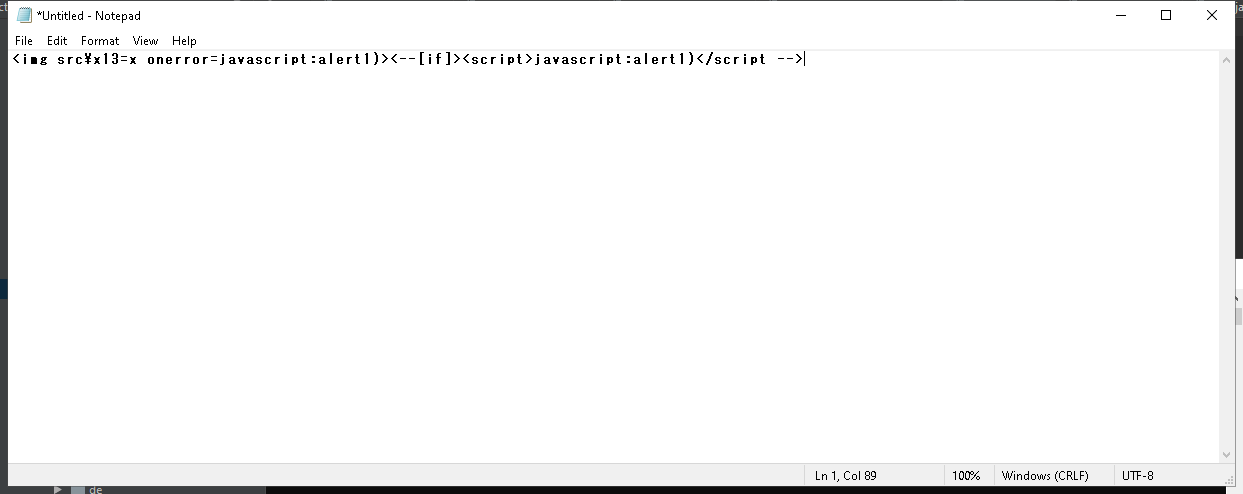 *Untitled - Notepad
File Edit Format View Help
<img src¥x13=x onerror=javascript:alert1)><--[if]><script>javascript:alert1)</script -->
Ln 1, Col 89 100% Windows (CRLF) UTF-8
de